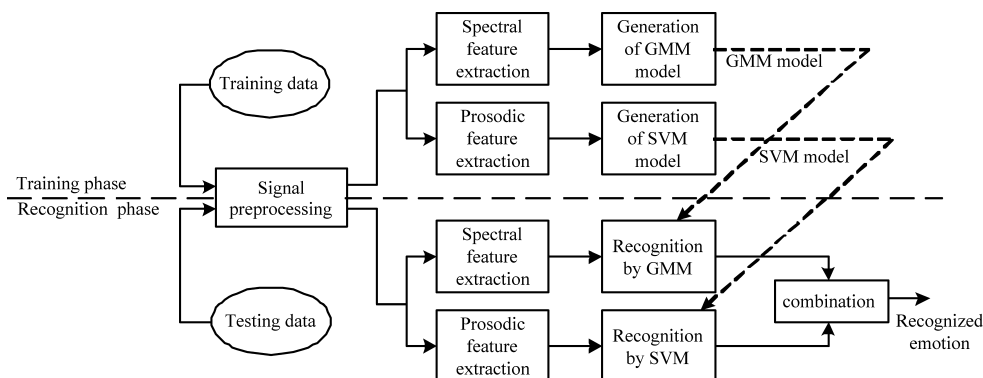 Training data
Training phase
Recognition phase
Testing data
Signal
preprocessing
Spectral
feature
extraction
Generation
of GMM
model
GMM model
Prosodic
feature
extraction
Generation
of SVM
model
SVM model
Spectral
feature
extraction
Recognition
by GMM
Prosodic
feature
extraction
Recognition
by SVM
combination
Recognized
emotion